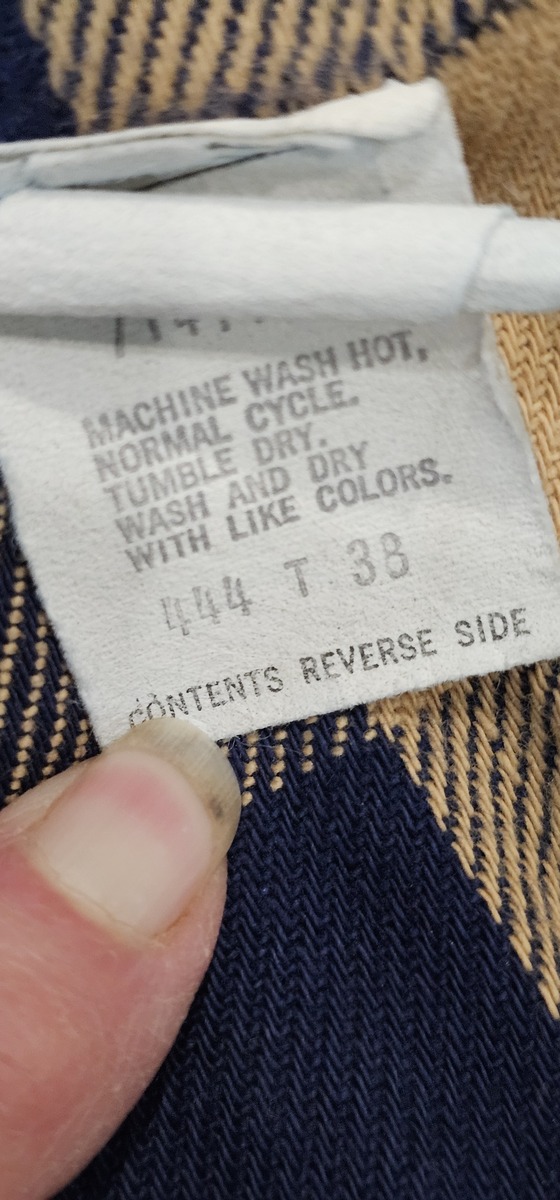 MACHINE WASH HOT,
NORMAL CYCLE.
TUMBLE DRY.
WASH AND DRY
WITH LIKE COLORS.
444 T 38
CONTENTS REVERSE SIDE